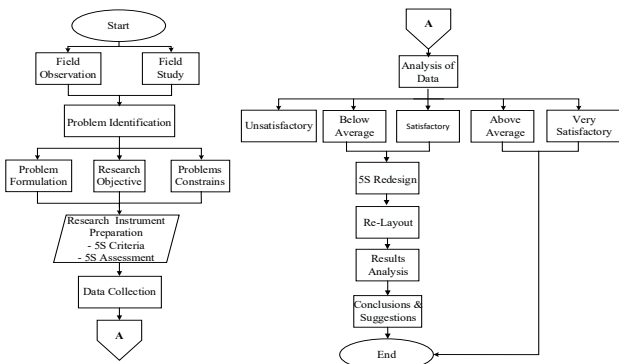 Start
Field
Observation
Field
Study
Problem Identification
Problem
Formulation
Research
Objective
Problems
Constrains
Research Instrument
Preparation
- 5S Criteria
- 5S Assessment
Data Collection
A
A
Analysis of
Data
Unsatisfactory
Below
Average
Satisfactory
Above
Average
Very
Satisfactory
5S Redesign
Re-Layout
Results
Analysis
Conclusions &
Suggestions
End